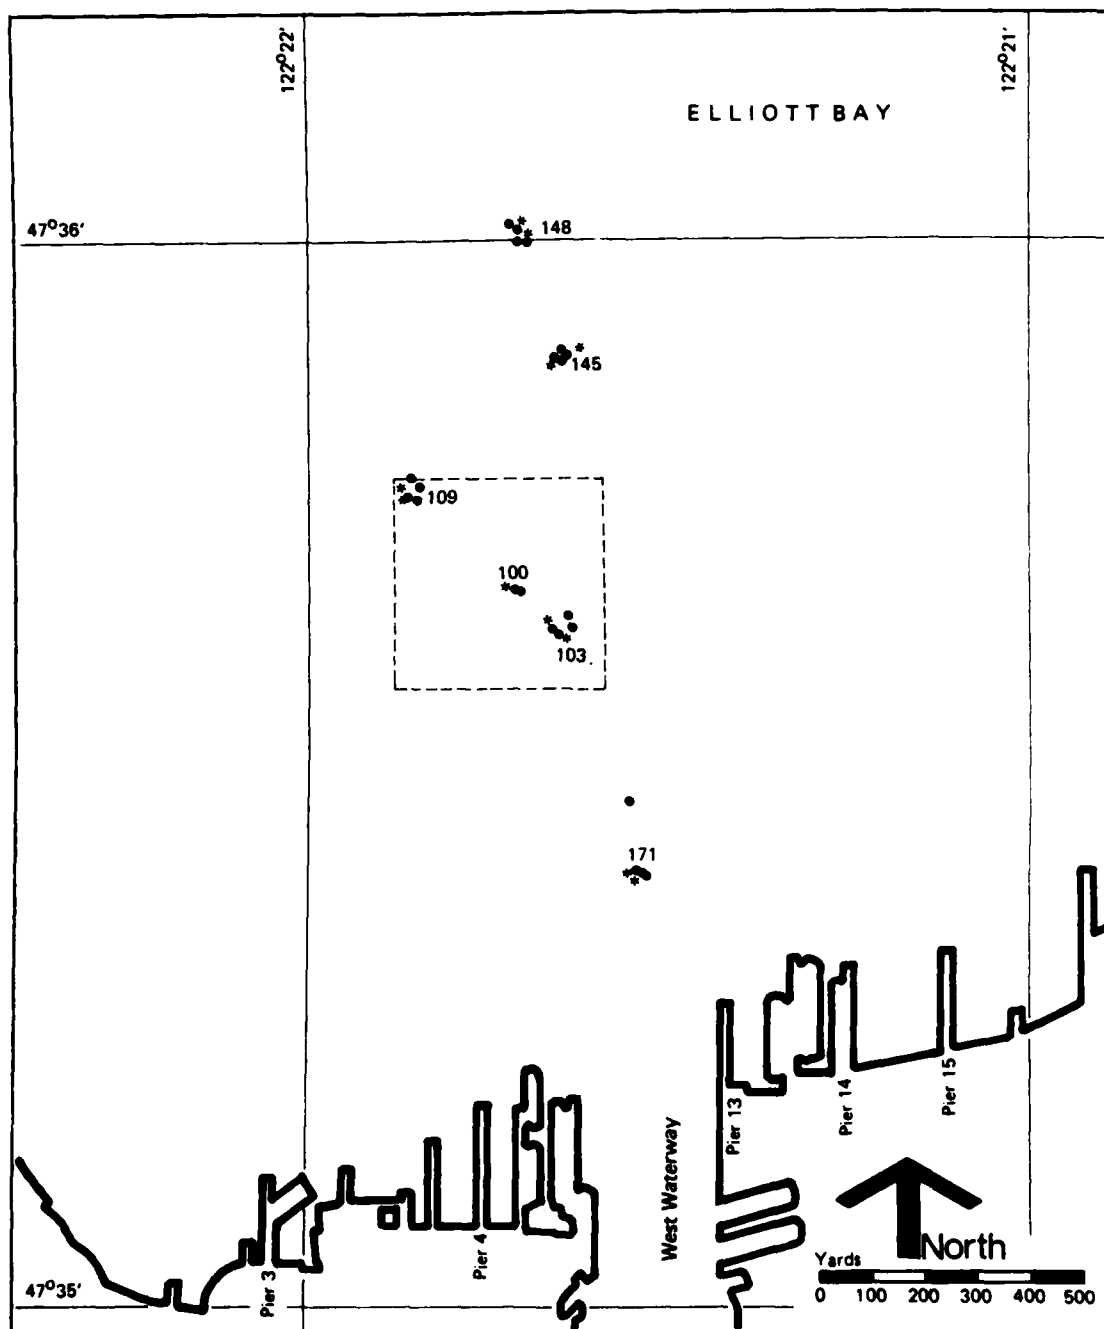 122°22'
122°21'
ELLIOTT BAY
47°36'
148
145
109
100
103
171
Pier 13
Pier 14
Pier 15
West Waterway
Pier 4
Pier 3
North
47°35'
Yards
0 100 200 300 400 500